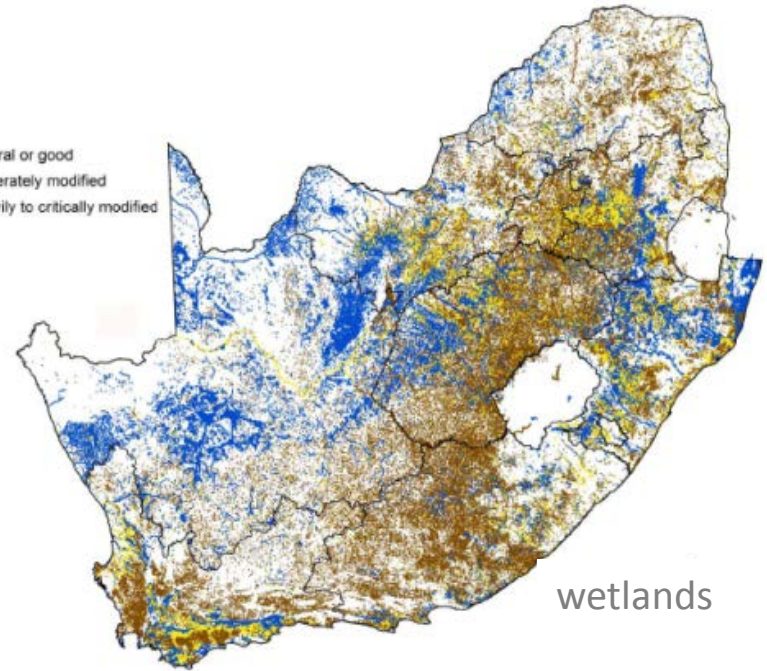 ral or good
erately modified
ily to critically modified
wetlands